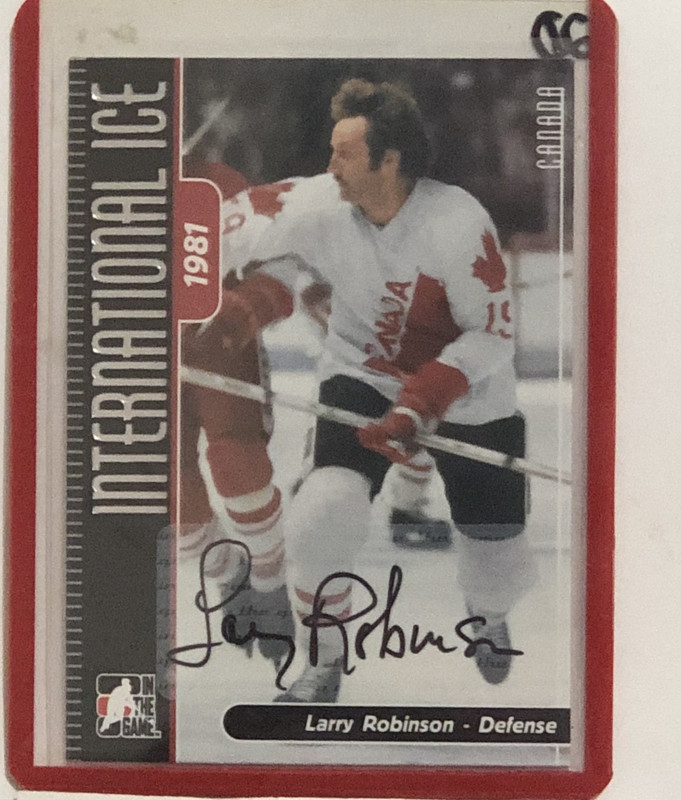 INTERNATIONAL ICE
1981
CANADA
CANADA
19
Larry Robinson
IN
THE
GAME
Larry Robinson - Defense